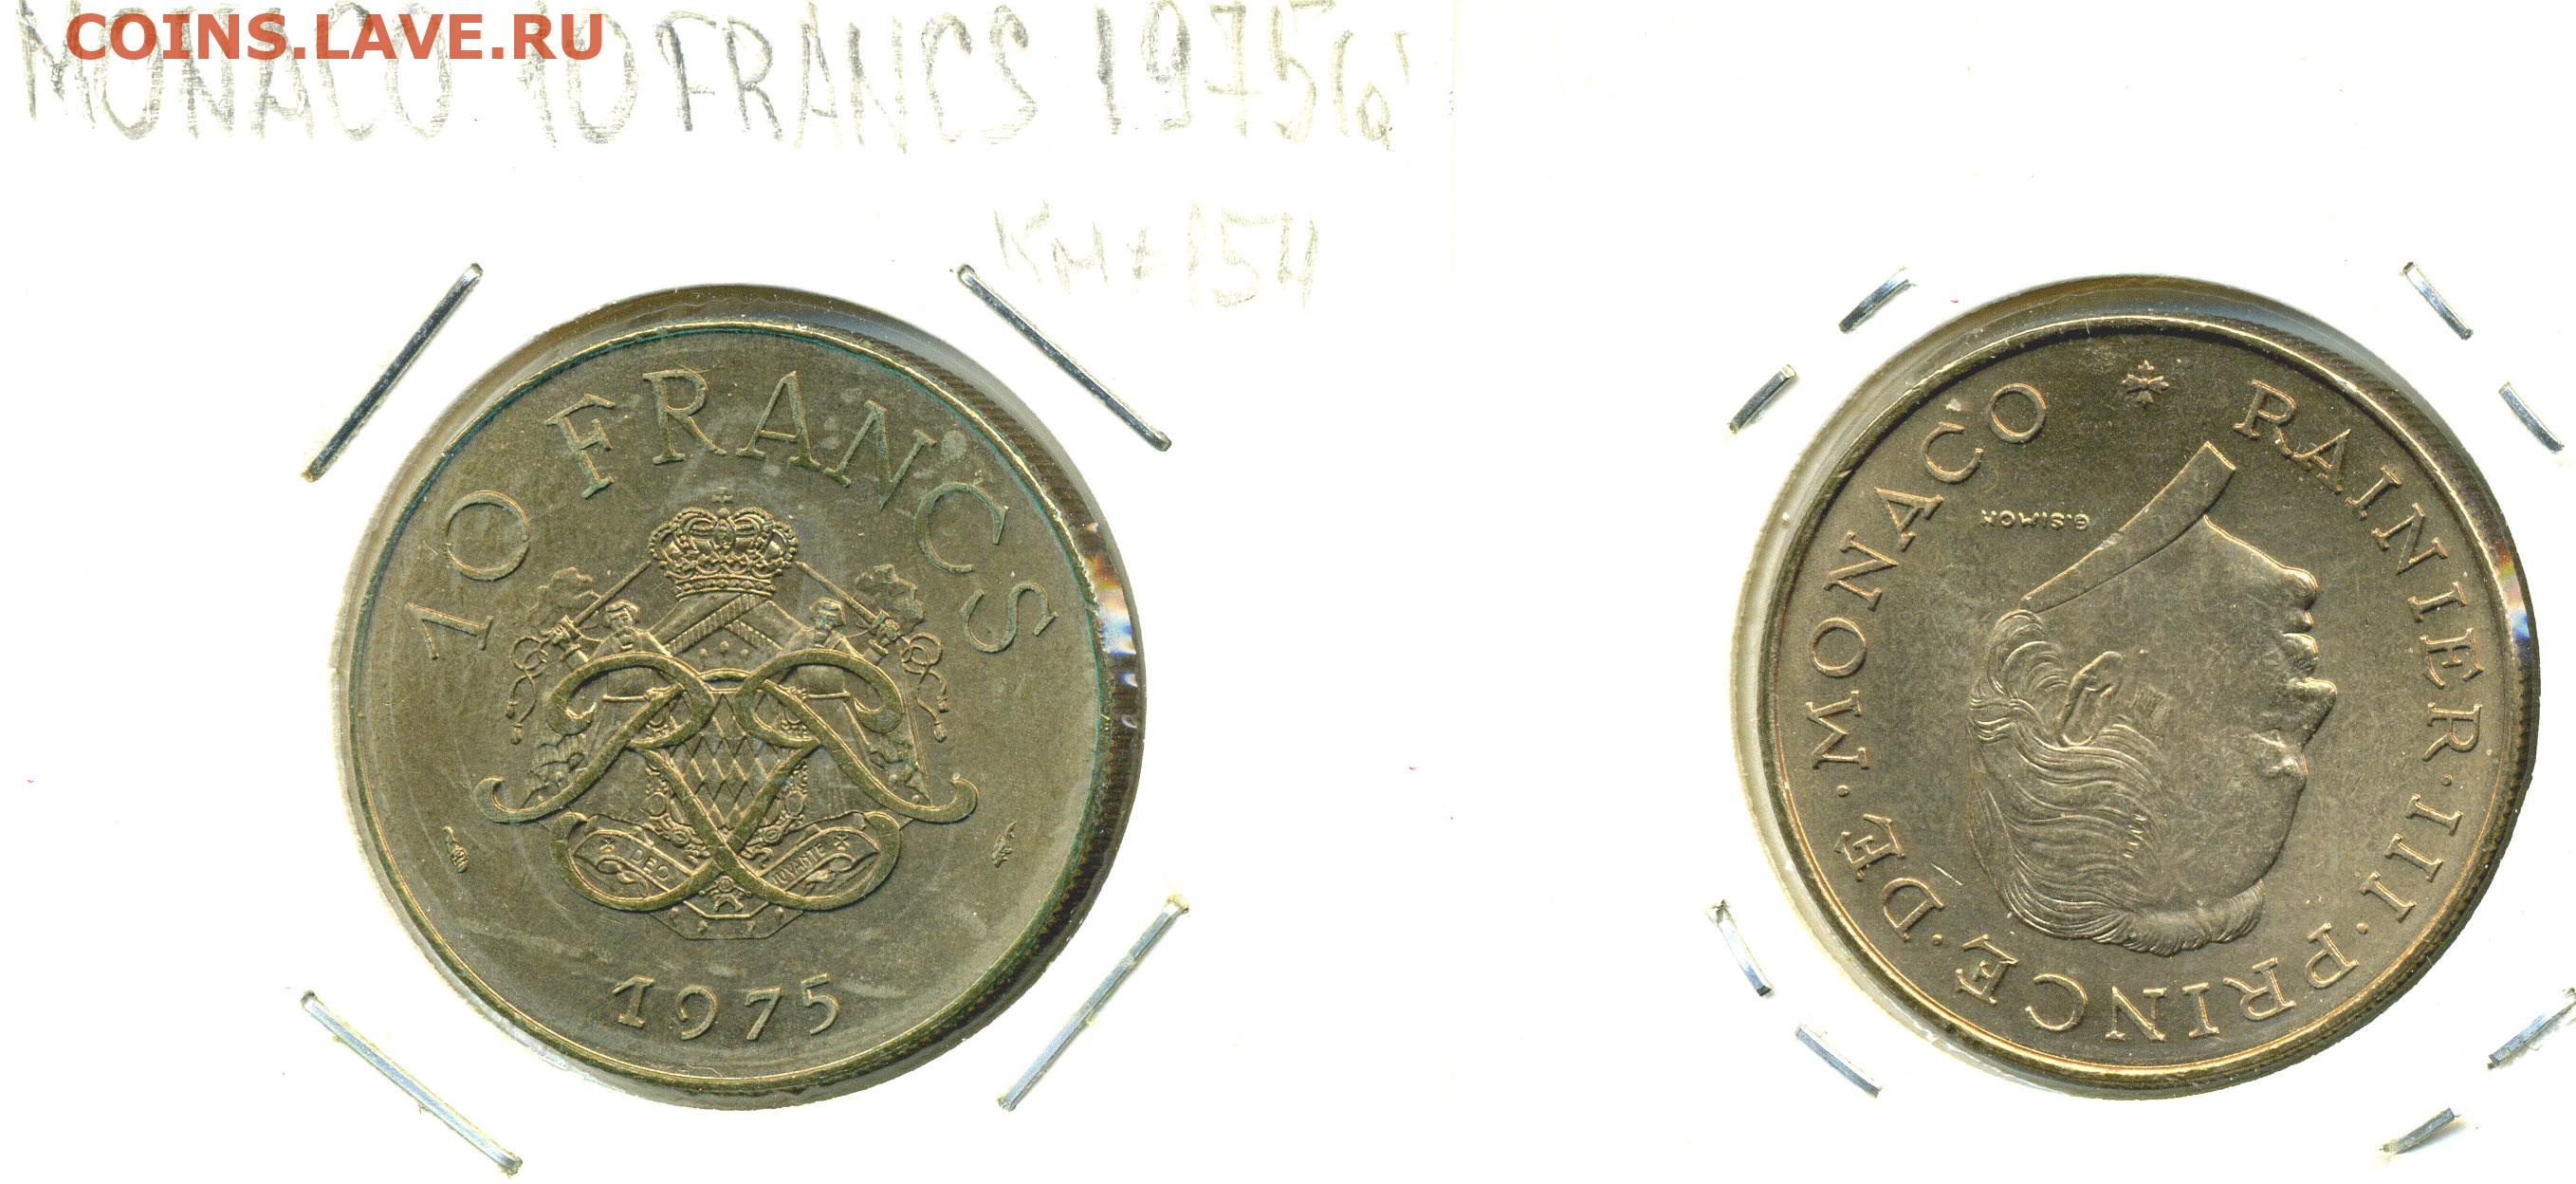 COINS.LAVE.RU
MONACO 10 FRANCS 1975(a)
KM#154
10 FRANCS
DEO JUVANTE
1975
RAINIER·III·PRINCE·DE·MONACO
G.SIMON